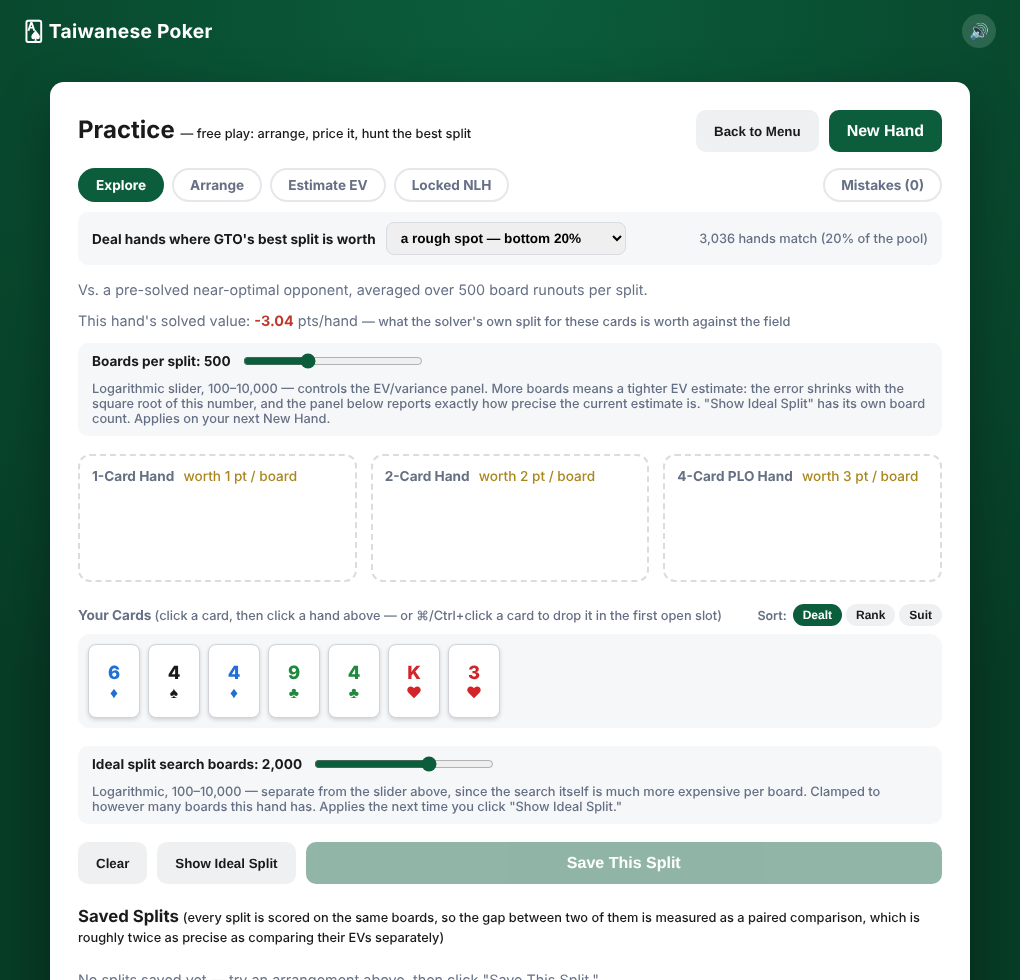 Taiwanese Poker
Practice — free play: arrange, price it, hunt the best split
Back to Menu
New Hand
Explore
Arrange
Estimate EV
Locked NLH
Mistakes (0)
Deal hands where GTO's best split is worth
a rough spot — bottom 20%
3,036 hands match (20% of the pool)
Vs. a pre-solved near-optimal opponent, averaged over 500 board runouts per split.
This hand's solved value: -3.04 pts/hand — what the solver's own split for these cards is worth against the field
Boards per split: 500
Logarithmic slider, 100–10,000 — controls the EV/variance panel. More boards means a tighter EV estimate: the error shrinks with the
square root of this number, and the panel below reports exactly how precise the current estimate is. "Show Ideal Split" has its own board
count. Applies on your next New Hand.
1-Card Hand worth 1 pt / board
2-Card Hand worth 2 pt / board
4-Card PLO Hand worth 3 pt / board
Your Cards (click a card, then click a hand above — or ⌘/Ctrl+click a card to drop it in the first open slot)
Sort:
Dealt
Rank
Suit
6♦
4♠
4♦
9♣
4♣
K♥
3♥
Ideal split search boards: 2,000
Logarithmic, 100–10,000 — separate from the slider above, since the search itself is much more expensive per board. Clamped to
however many boards this hand has. Applies the next time you click "Show Ideal Split."
Clear
Show Ideal Split
Save This Split
Saved Splits (every split is scored on the same boards, so the gap between two of them is measured as a paired comparison, which is
roughly twice as precise as comparing their EVs separately)
No splits saved yet — try an arrangement above, then click "Save This Split."